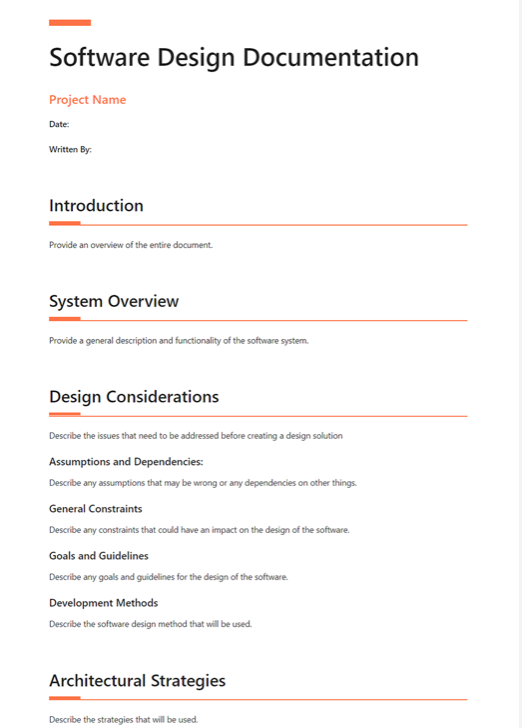 Software Design Documentation
Project Name
Date:
Written By:
Introduction
Provide an overview of the entire document.
System Overview
Provide a general description and functionality of the software system.
Design Considerations
Describe the issues that need to be addressed before creating a design solution
Assumptions and Dependencies:
Describe any assumptions that may be wrong or any dependencies on other things.
General Constraints
Describe any constraints that could have an impact on the design of the software.
Goals and Guidelines
Describe any goals and guidelines for the design of the software.
Development Methods
Describe the software design method that will be used.
Architectural Strategies
Describe the strategies that will be used.